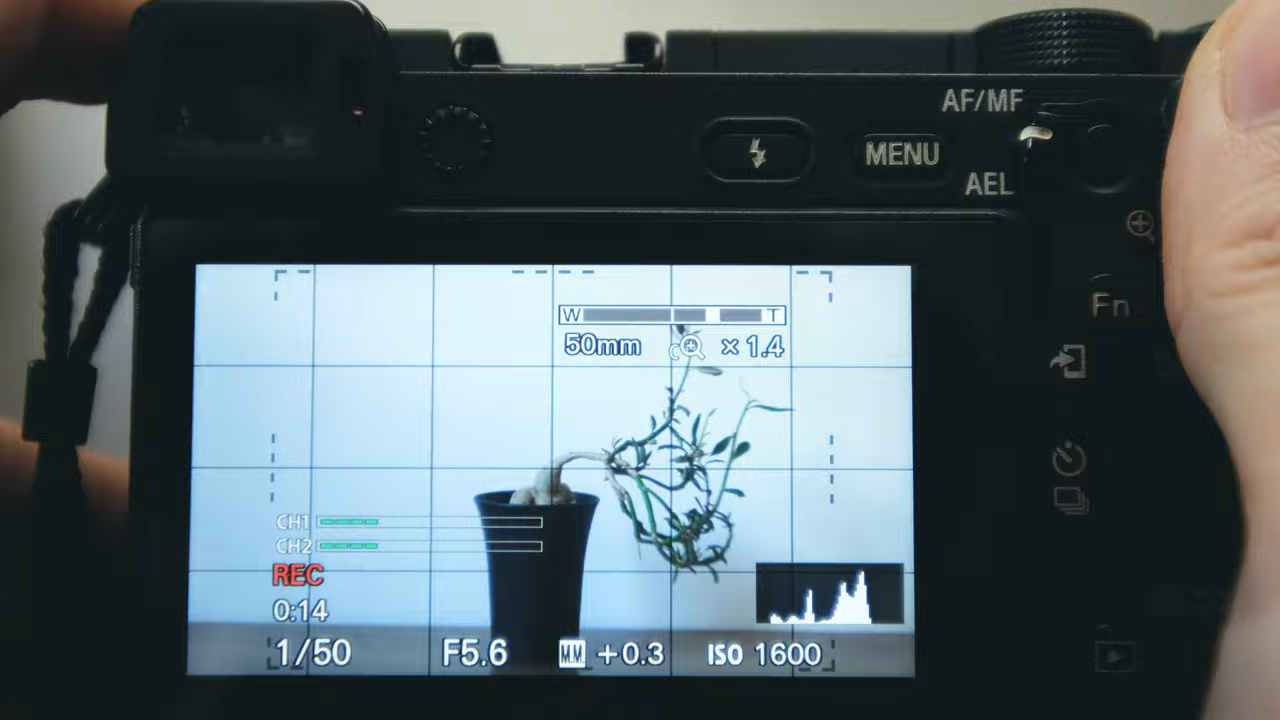 AF/MF
MENU
AEL
Fn
W T
50mm × 1.4
CH1
CH2
REC
0:14
1/50 F5.6 M.M. +0.3 ISO 1600